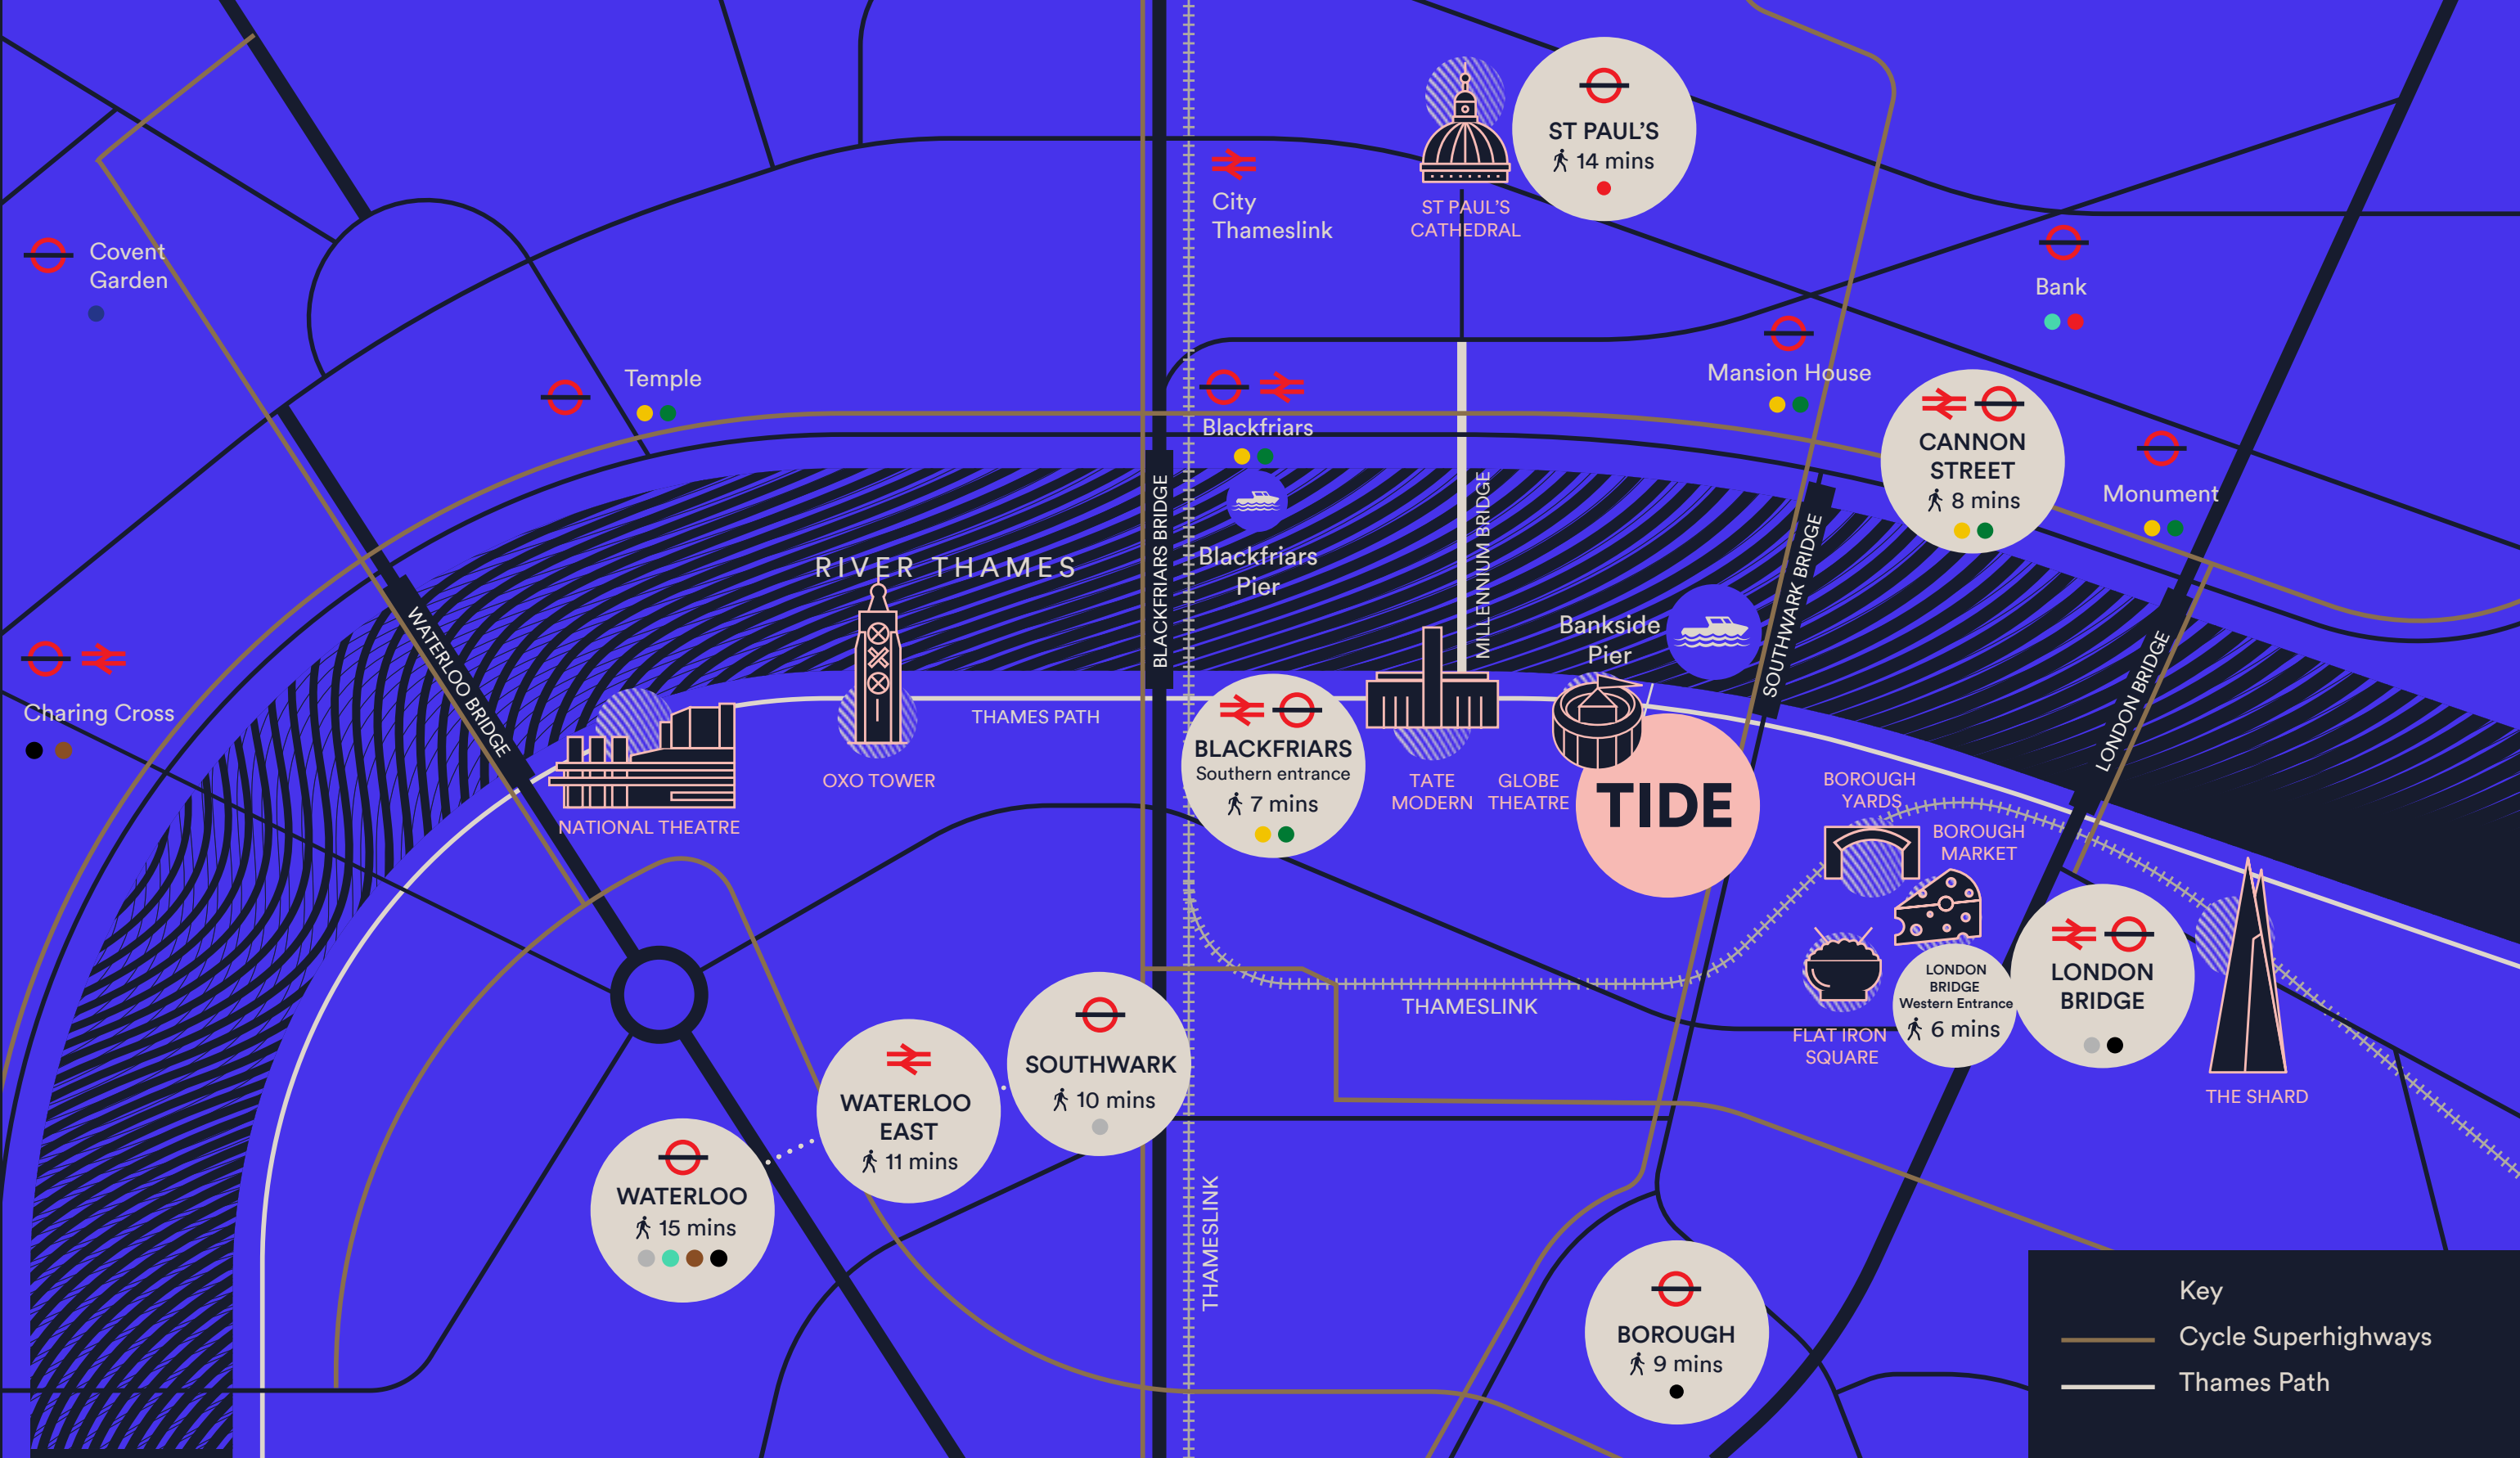 ST PAUL'S
14 mins
ST PAUL'S
CATHEDRAL
City
Thameslink
Covent
Garden
Bank
Temple
Mansion House
Blackfriars
CANNON
STREET
8 mins
Monument
BLACKFRIARS BRIDGE
MILLENNIUM BRIDGE
SOUTHWARK BRIDGE
RIVER THAMES
Blackfriars
Pier
Bankside
Pier
WATERLOO BRIDGE
LONDON BRIDGE
Charing Cross
THAMES PATH
OXO TOWER
NATIONAL THEATRE
BLACKFRIARS
Southern entrance
7 mins
TATE
MODERN
GLOBE
THEATRE
TIDE
BOROUGH
YARDS
BOROUGH
MARKET
LONDON
BRIDGE
Western Entrance
6 mins
LONDON
BRIDGE
THAMESLINK
FLAT IRON
SQUARE
THE SHARD
SOUTHWARK
10 mins
WATERLOO
EAST
11 mins
WATERLOO
15 mins
THAMESLINK
BOROUGH
9 mins
Key
Cycle Superhighways
Thames Path